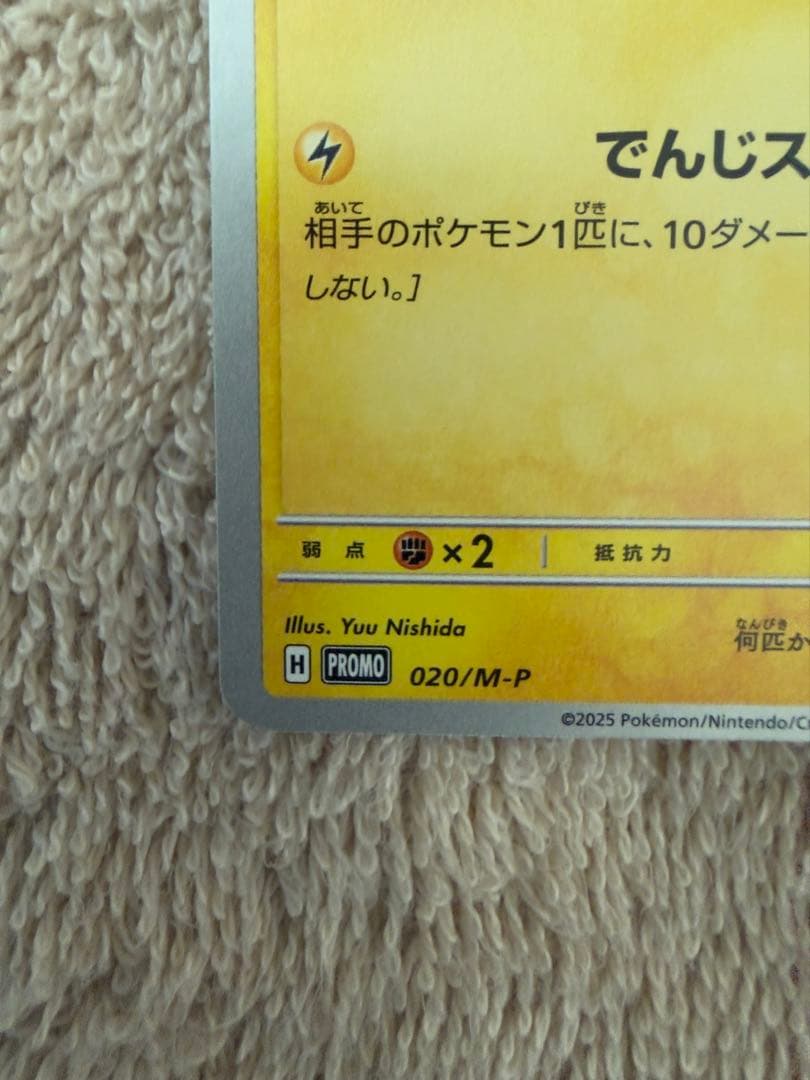 でんじス
あいて びき
相手のポケモン1匹に、10ダメー
しない。]
弱点 ×2 抵抗力
Illus. Yuu Nishida
なんびき
何匹か
H PROMO 020/M-P
©2025 Pokémon/Nintendo/Cr